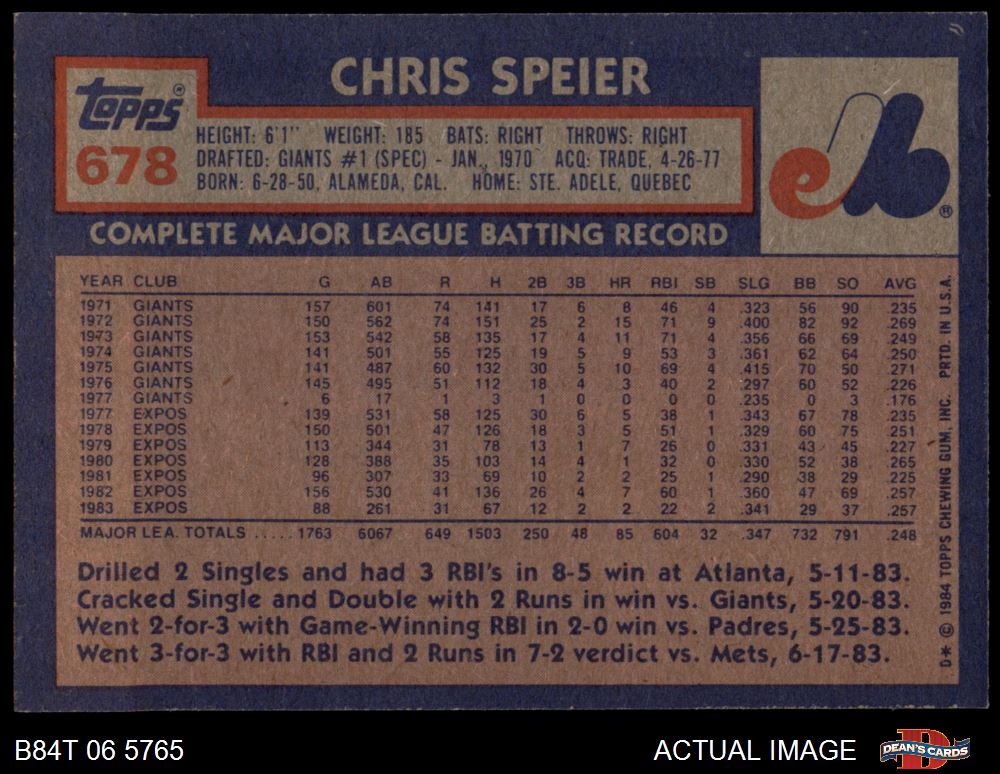 CHRIS SPEIER
Topps®
678
HEIGHT: 6'1" WEIGHT: 185 BATS: RIGHT THROWS: RIGHT
DRAFTED: GIANTS #1 (SPEC) - JAN., 1970 ACQ: TRADE, 4-26-77
BORN: 6-28-50, ALAMEDA, CAL. HOME: STE. ADELE, QUEBEC
eb®
COMPLETE MAJOR LEAGUE BATTING RECORD
YEAR CLUB G AB R H 2B 3B HR RBI SB SLG BB SO AVG
1971 GIANTS 157 601 74 141 17 6 8 46 4 .323 56 90 .235
1972 GIANTS 150 562 74 151 25 2 15 71 9 .400 82 92 .269
1973 GIANTS 153 542 58 135 17 4 11 71 4 .356 66 69 .249
1974 GIANTS 141 501 55 125 19 5 9 53 3 .361 62 64 .250
1975 GIANTS 141 487 60 132 30 5 10 69 4 .415 70 50 .271
1976 GIANTS 145 495 51 112 18 4 3 40 2 .297 60 52 .226
1977 GIANTS 6 17 1 3 1 0 0 0 0 .235 0 3 .176
1977 EXPOS 139 531 58 125 30 6 5 38 1 .343 67 78 .235
1978 EXPOS 150 501 47 126 18 3 5 51 1 .329 60 75 .251
1979 EXPOS 113 344 31 78 13 1 7 26 0 .331 43 45 .227
1980 EXPOS 128 388 35 103 14 4 1 32 0 .330 52 38 .265
1981 EXPOS 96 307 33 69 10 2 2 25 1 .290 38 29 .225
1982 EXPOS 156 530 41 136 26 4 7 60 1 .360 47 69 .257
1983 EXPOS 88 261 31 67 12 2 2 22 2 .341 29 37 .257
MAJOR LEA. TOTALS ..... 1763 6067 649 1503 250 48 85 604 32 .347 732 791 .248
Drilled 2 Singles and had 3 RBI's in 8-5 win at Atlanta, 5-11-83.
Cracked Single and Double with 2 Runs in win vs. Giants, 5-20-83.
Went 2-for-3 with Game-Winning RBI in 2-0 win vs. Padres, 5-25-83.
Went 3-for-3 with RBI and 2 Runs in 7-2 verdict vs. Mets, 6-17-83.
D* © 1984 TOPPS CHEWING GUM, INC. PRTD. IN U.S.A.
B84T 06 5765
ACTUAL IMAGE
DEAN'S CARDS